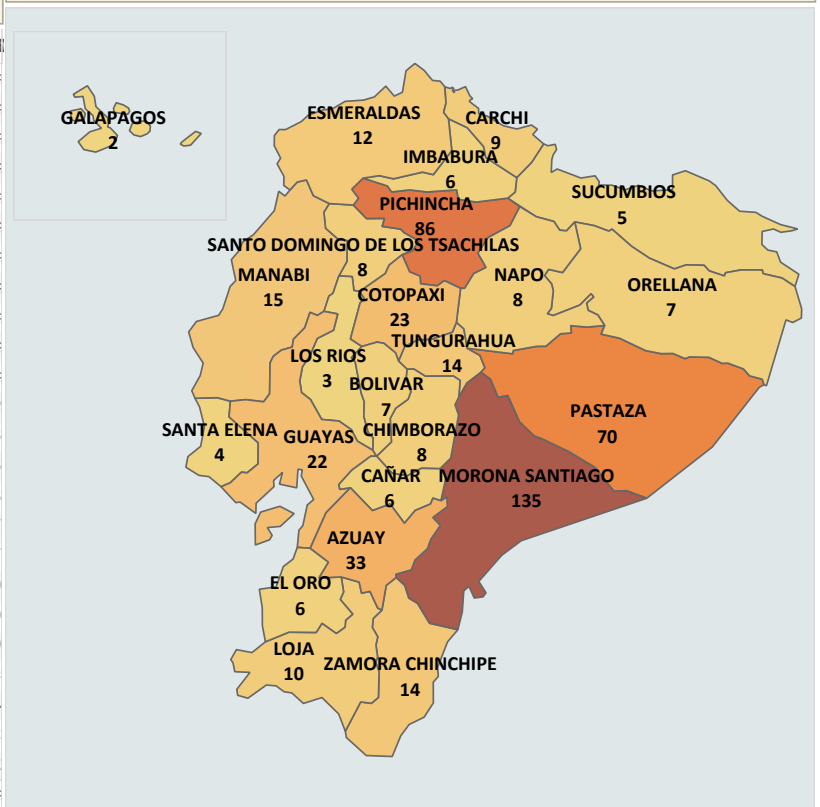 GALAPAGOS
2
ESMERALDAS
12
CARCHI
9
IMBABURA
6
SUCUMBIOS
5
PICHINCHA
86
SANTO DOMINGO DE LOS TSACHILAS
8
MANABI
15
COTOPAXI
23
NAPO
8
ORELLANA
7
TUNGURAHUA
14
LOS RIOS
3
BOLIVAR
7
PASTAZA
70
SANTA ELENA
4
GUAYAS
22
CHIMBORAZO
8
CAÑAR
6
MORONA SANTIAGO
135
AZUAY
33
EL ORO
6
LOJA
10
ZAMORA CHINCHIPE
14